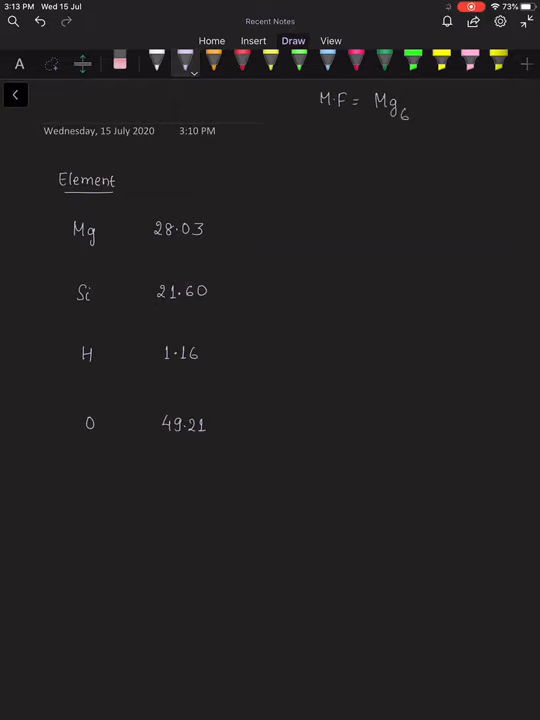 3:13 PM Wed 15 Jul
73%
Recent Notes
Home Insert Draw View
A
M.F = Mg6
Wednesday, 15 July 2020 3:10 PM
Element
Mg 28.03
Si 21.60
H 1.16
O 49.21